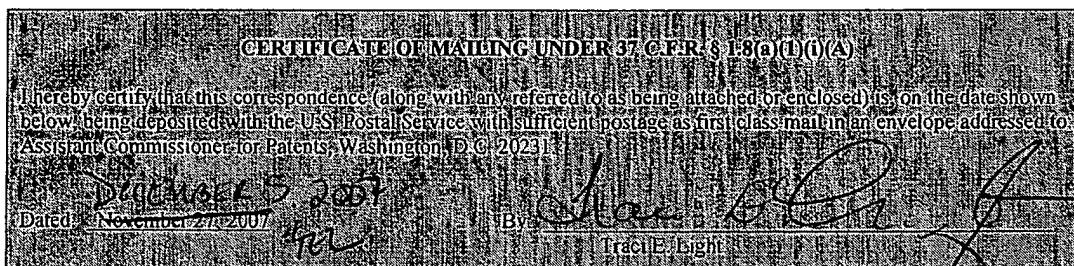 CERTIFICATE OF MAILING UNDER 37 C.F.R. § 1.8(a)(1)(i)(A)
I hereby certify that this correspondence (along with any referred to as being attached or enclosed) is, on the date shown
below, being deposited with the U.S. Postal Service with sufficient postage as first class mail in an envelope addressed to:
Assistant Commissioner for Patents, Washington, D.C. 20231
DECEMBER 5 2007
Dated: November 27, 2007 By:
Traci E. Light